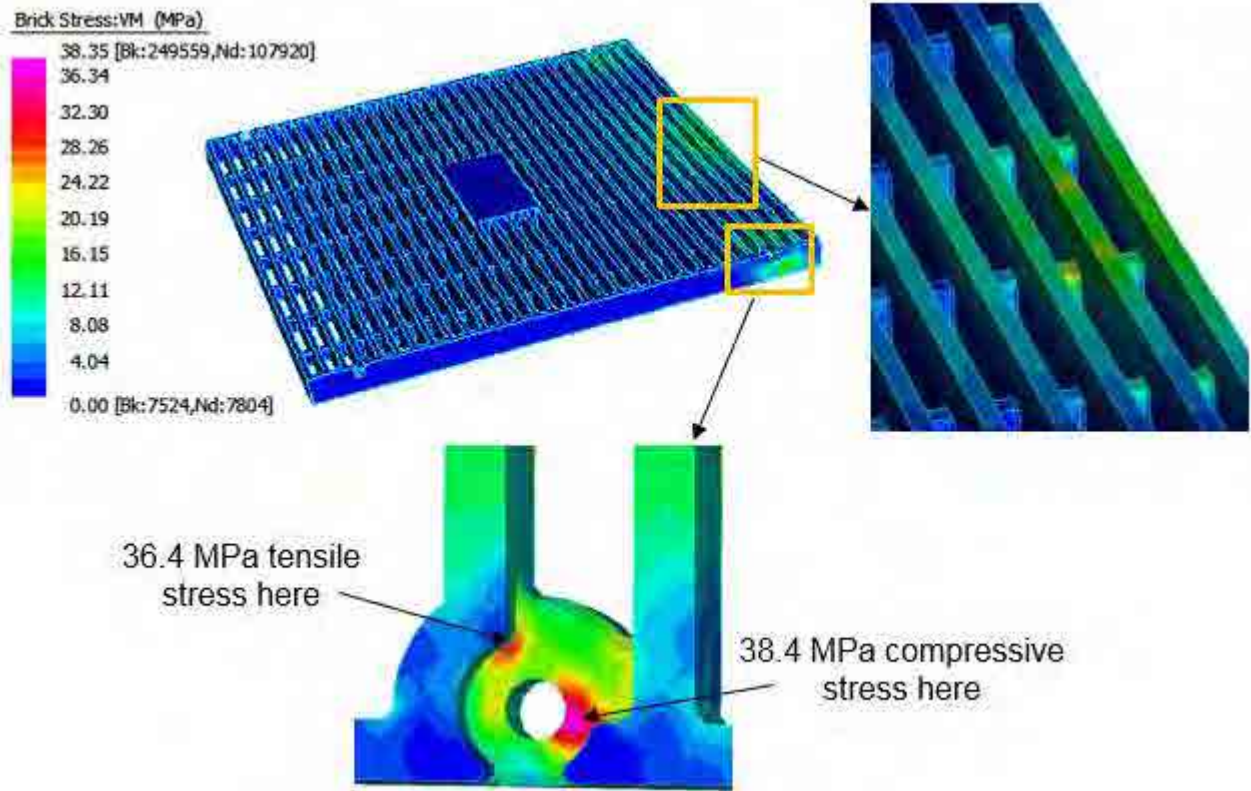 Brick Stress:VM (MPa)
38.35 [Bk:249559,Nd:107920]
36.34
32.30
28.26
24.22
20.19
16.15
12.11
8.08
4.04
0.00 [Bk:7524,Nd:7804]
36.4 MPa tensile
stress here
38.4 MPa compressive
stress here